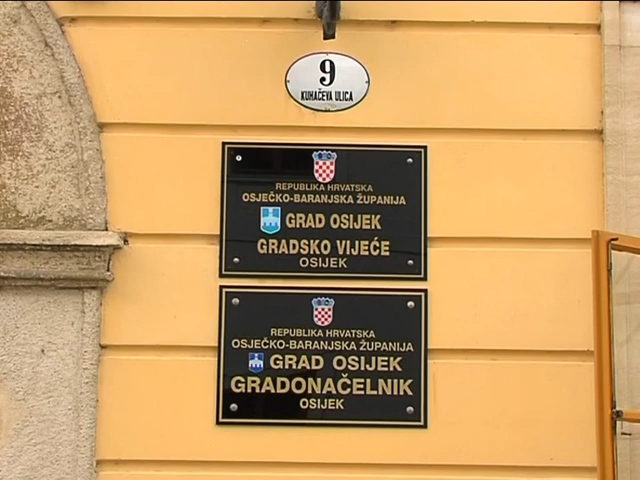 9
KUHAČEVA ULICA
REPUBLIKA HRVATSKA
OSJEČKO-BARANJSKA ŽUPANIJA
GRAD OSIJEK
GRADSKO VIJEĆE
OSIJEK
REPUBLIKA HRVATSKA
OSJEČKO-BARANJSKA ŽUPANIJA
GRAD OSIJEK
GRADONAČELNIK
OSIJEK